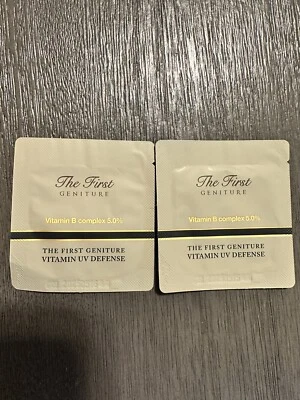 The First
GENITURE
Vitamin B complex 5.0%
THE FIRST GENITURE
VITAMIN UV DEFENSE
The First
GENITURE
Vitamin B complex 5.0%
THE FIRST GENITURE
VITAMIN UV DEFENSE